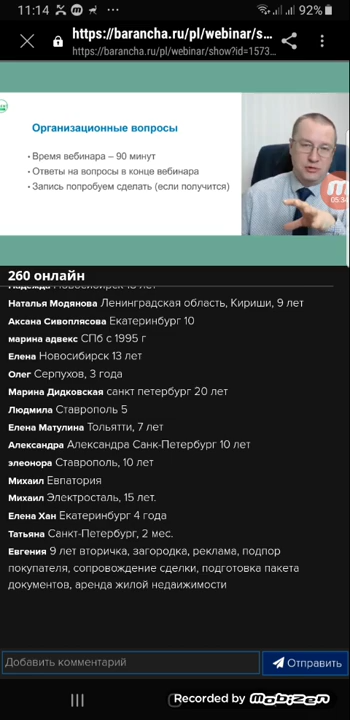 11:14
92%
https://barancha.ru/pl/webinar/s...
https://barancha.ru/pl/webinar/show?id=1573...
Организационные вопросы
• Время вебинара – 90 минут
• Ответы на вопросы в конце вебинара
• Запись попробуем сделать (если получится)
05:34
260 онлайн
Наталья Модянова Ленинградская область, Кириши, 9 лет
Аксана Сивоплясова Екатеринбург 10
марина адвекс СПб с 1995 г
Елена Новосибирск 13 лет
Олег Серпухов, 3 года
Марина Дидковская санкт петербург 20 лет
Людмила Ставрополь 5
Елена Матулина Тольятти, 7 лет
Александра Александра Санк-Петербург 10 лет
элеонора Ставрополь, 10 лет
Михаил Евпатория
Михаил Электросталь, 15 лет.
Елена Хан Екатеринбург 4 года
Татьяна Санкт-Петербург, 2 мес.
Евгения 9 лет вторичка, загородка, реклама, подпор
покупателя, сопровождение сделки, подготовка пакета
документов, аренда жилой недаижимости
Добавить комментарий
Отправить
Recorded by mobizen